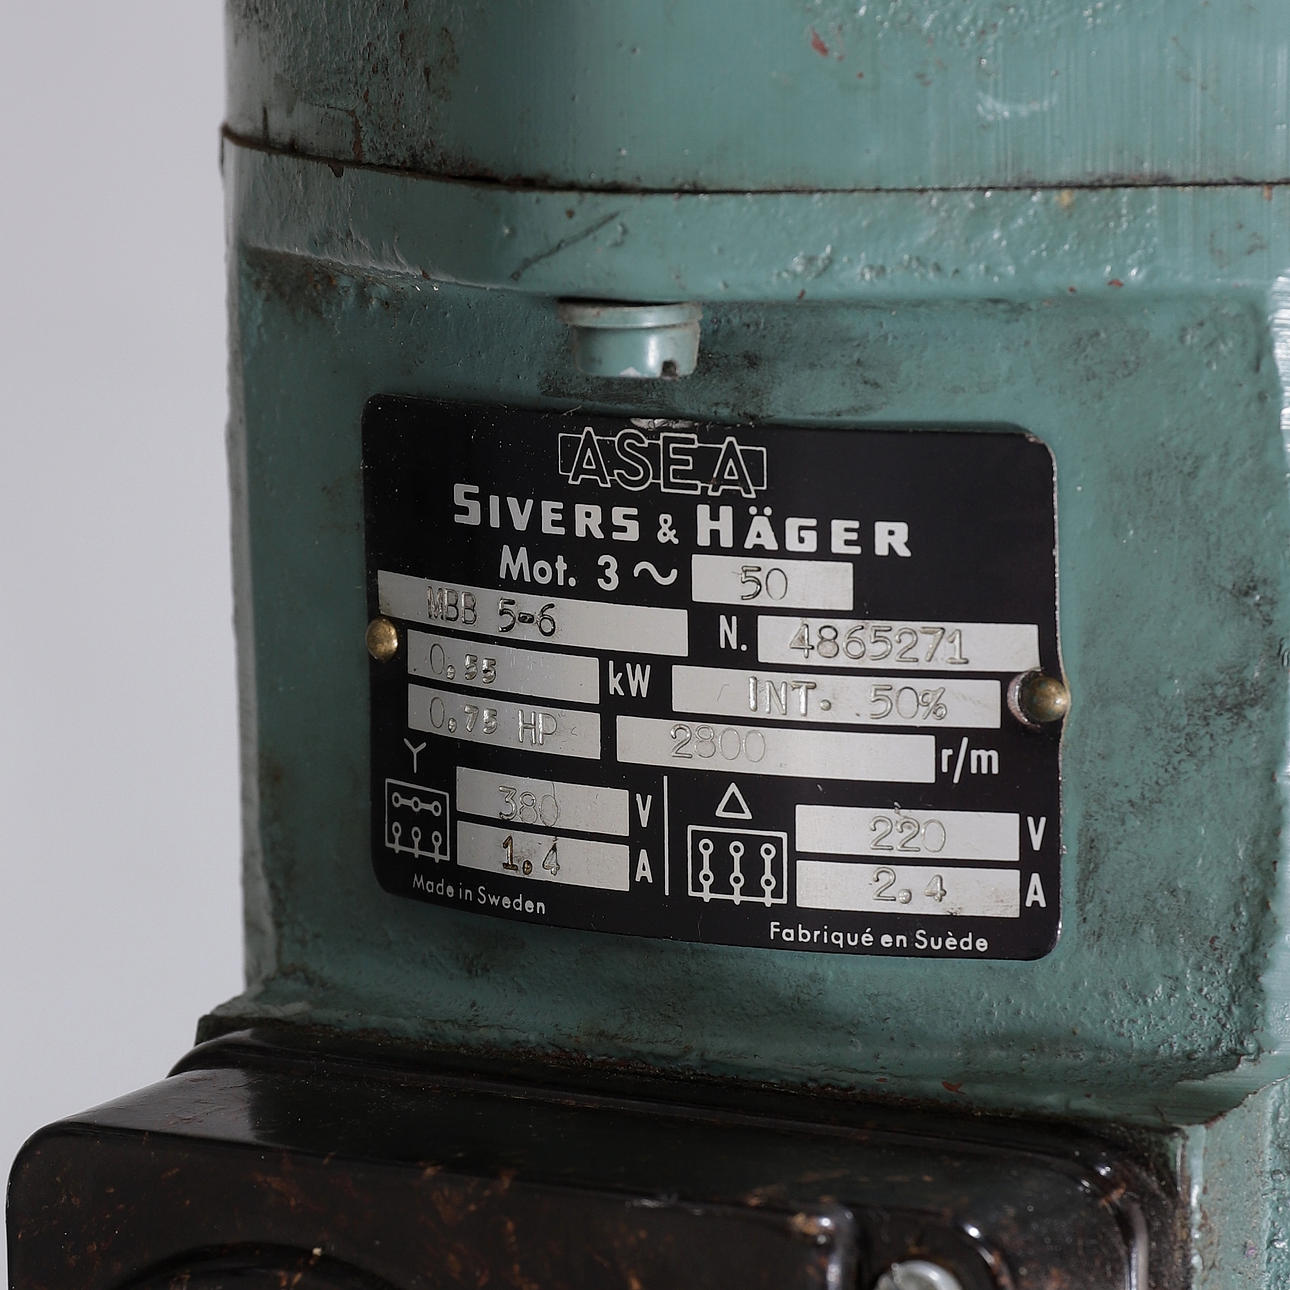 ASEA
SIVERS & HÄGER
Mot. 3 ~ 50
MBB 5-6 N. 4865271
0,55 kW INT. 50%
0,75 HP 2800 r/m
Y Δ
380 V 220 V
1,4 A 2,4 A
Made in Sweden Fabriqué en Suède